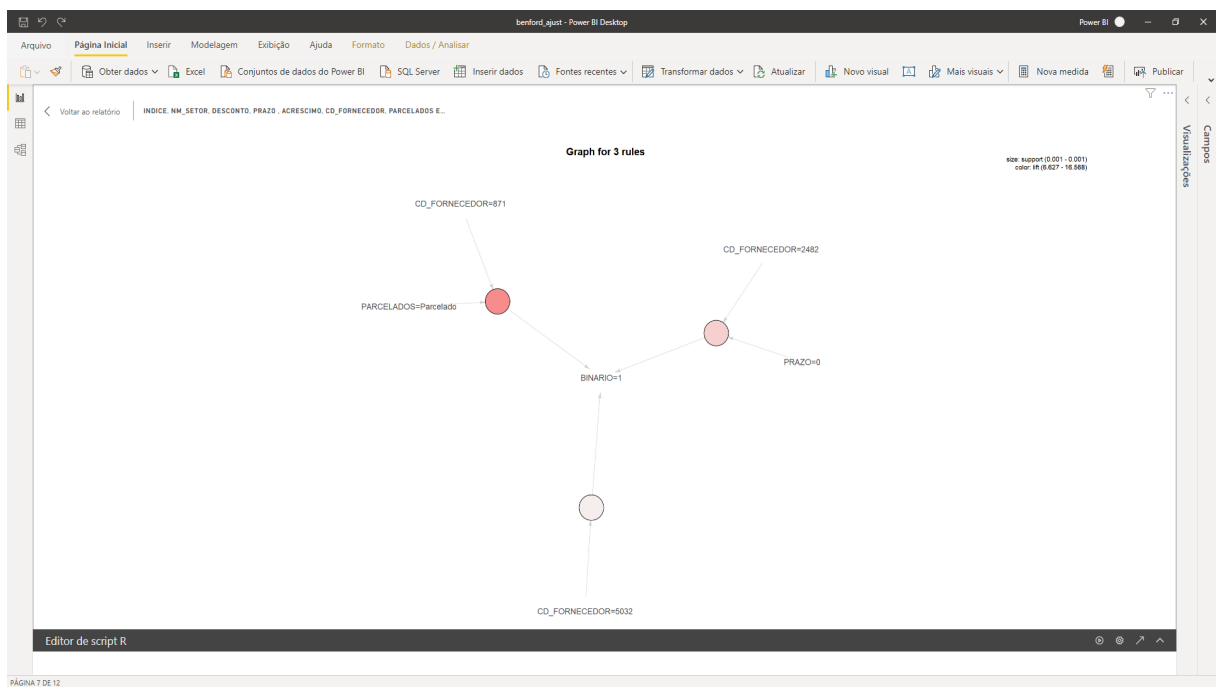 benford_ajust - Power BI Desktop
Power BI
Arquivo Página Inicial Inserir Modelagem Exibição Ajuda Formato Dados / Analisar
Obter dados Excel Conjuntos de dados do Power BI SQL Server Inserir dados Fontes recentes Transformar dados Atualizar Novo visual Mais visuais Nova medida Publicar
Voltar ao relatório
INDICE, NM_SETOR, DESCONTO, PRAZO , ACRESCIMO, CD_FORNECEDOR, PARCELADOS E...
Visualizações
Campos
Graph for 3 rules
size: support (0.001 - 0.001)
color: lift (6.627 - 16.568)
CD_FORNECEDOR=871
CD_FORNECEDOR=2482
PARCELADOS=Parcelado
PRAZO=0
BINARIO=1
CD_FORNECEDOR=5032
Editor de script R
PÁGINA 7 DE 12